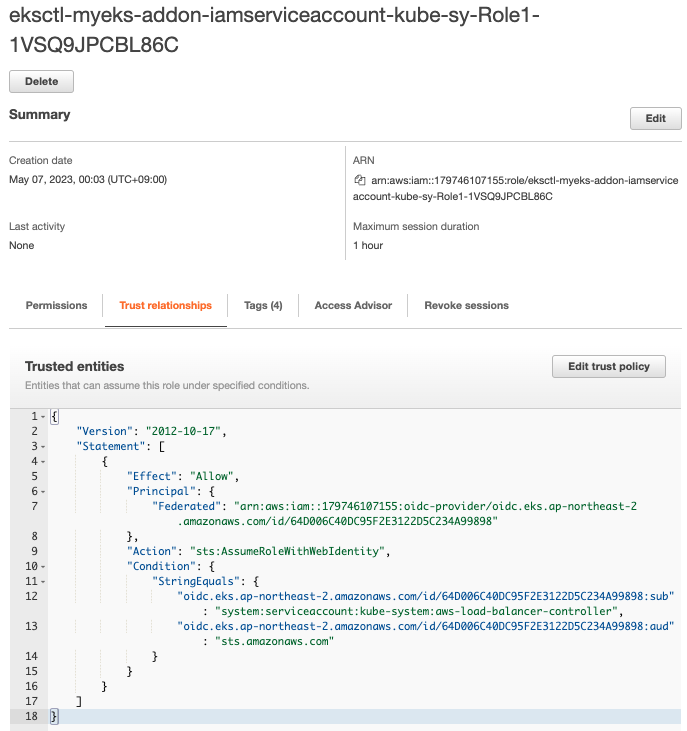 eksctl-myeks-addon-iamserviceaccount-kube-sy-Role1-
1VSQ9JPCBL86C
Delete
Summary
Edit
Creation date
May 07, 2023, 00:03 (UTC+09:00)
ARN
arn:aws:iam::179746107155:role/eksctl-myeks-addon-iamservice
account-kube-sy-Role1-1VSQ9JPCBL86C
Last activity
None
Maximum session duration
1 hour
Permissions
Trust relationships
Tags (4)
Access Advisor
Revoke sessions
Trusted entities
Entities that can assume this role under specified conditions.
Edit trust policy
1 {
2 "Version": "2012-10-17",
3 "Statement": [
4 {
5 "Effect": "Allow",
6 "Principal": {
7 "Federated": "arn:aws:iam::179746107155:oidc-provider/oidc.eks.ap-northeast-2
.amazonaws.com/id/64D006C40DC95F2E3122D5C234A99898"
8 },
9 "Action": "sts:AssumeRoleWithWebIdentity",
10 "Condition": {
11 "StringEquals": {
12 "oidc.eks.ap-northeast-2.amazonaws.com/id/64D006C40DC95F2E3122D5C234A99898:sub"
: "system:serviceaccount:kube-system:aws-load-balancer-controller",
13 "oidc.eks.ap-northeast-2.amazonaws.com/id/64D006C40DC95F2E3122D5C234A99898:aud"
: "sts.amazonaws.com"
14 }
15 }
16 }
17 ]
18 }